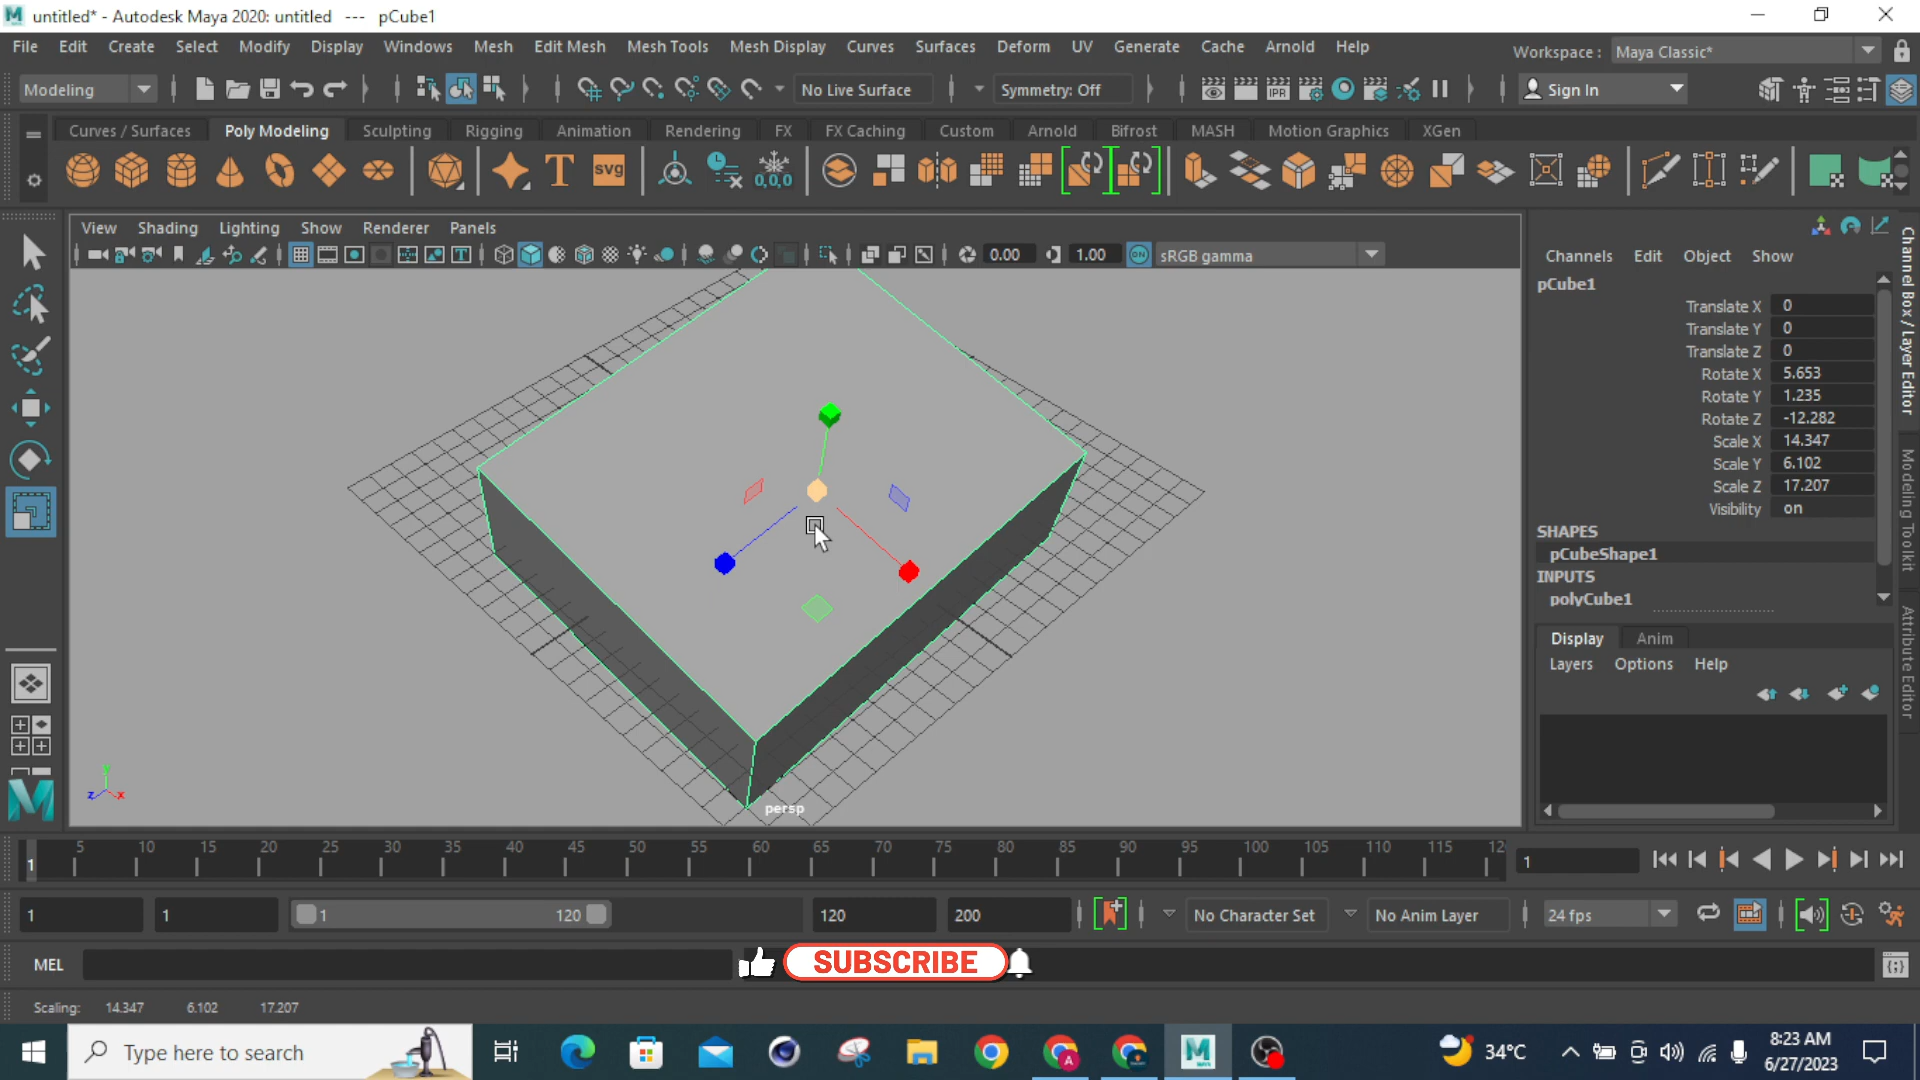 untitled* - Autodesk Maya 2020: untitled --- pCube1
File Edit Create Select Modify Display Windows Mesh Edit Mesh Mesh Tools Mesh Display Curves Surfaces Deform UV Generate Cache Arnold Help
Workspace : Maya Classic*
Modeling No Live Surface Symmetry: Off IPR Sign In
Curves / Surfaces Poly Modeling Sculpting Rigging Animation Rendering FX FX Caching Custom Arnold Bifrost MASH Motion Graphics XGen
T svg 0,0,0
View Shading Lighting Show Renderer Panels
0.00 1.00 ON sRGB gamma
Channels Edit Object Show
pCube1
Translate X 0
Translate Y 0
Translate Z 0
Rotate X 5.653
Rotate Y 1.235
Rotate Z -12.282
Scale X 14.347
Scale Y 6.102
Scale Z 17.207
Visibility on
SHAPES
pCubeShape1
INPUTS
polyCube1
Display Anim
Layers Options Help
Channel Box / Layer Editor
Modeling Toolkit
Attribute Editor
y
z x
persp
1 5 10 15 20 25 30 35 40 45 50 55 60 65 70 75 80 85 90 95 100 105 110 115 12
1
1 1 1 120 120 200 No Character Set No Anim Layer 24 fps
MEL
SUBSCRIBE
Scaling: 14.347 6.102 17.207
Type here to search
34°C
8:23 AM
6/27/2023